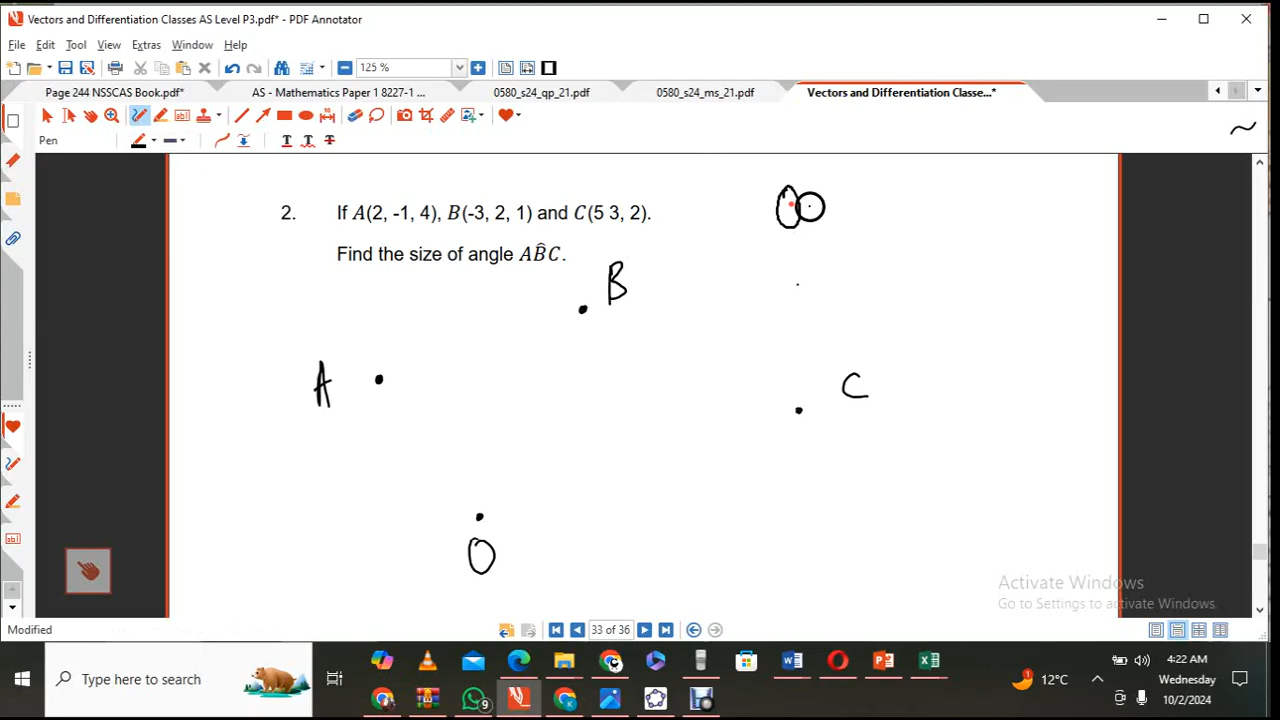 Vectors and Differentiation Classes AS Level P3.pdf* - PDF Annotator
File Edit Tool View Extras Window Help
125 %
Page 244 NSSCAS Book.pdf* AS - Mathematics Paper 1 8227-1 ... 0580_s24_qp_21.pdf 0580_s24_ms_21.pdf Vectors and Differentiation Classe...*
Pen
2. If A(2, -1, 4), B(-3, 2, 1) and C(5 3, 2).
Find the size of angle AB̂C.
B
A
C
O
Activate Windows
Go to Settings to activate Windows.
Modified
33 of 36
Type here to search
9
1
12°C
4:22 AM
Wednesday
10/2/2024